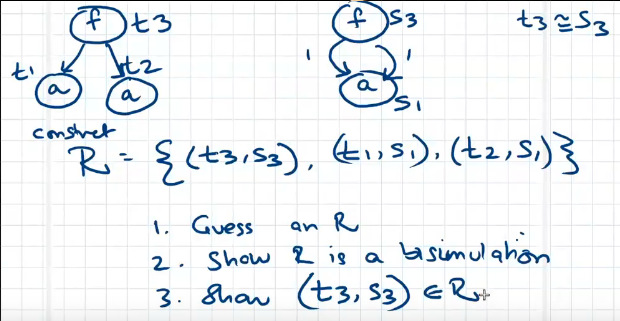 f t3 f S3 t3 ≅ S3
t1 t2 1 1
a a a S1
construct
R = { (t3, S3), (t1, S1), (t2, S1) }
1. Guess an R
2. Show R is a bisimulation
3. Show (t3, S3) ∈ R